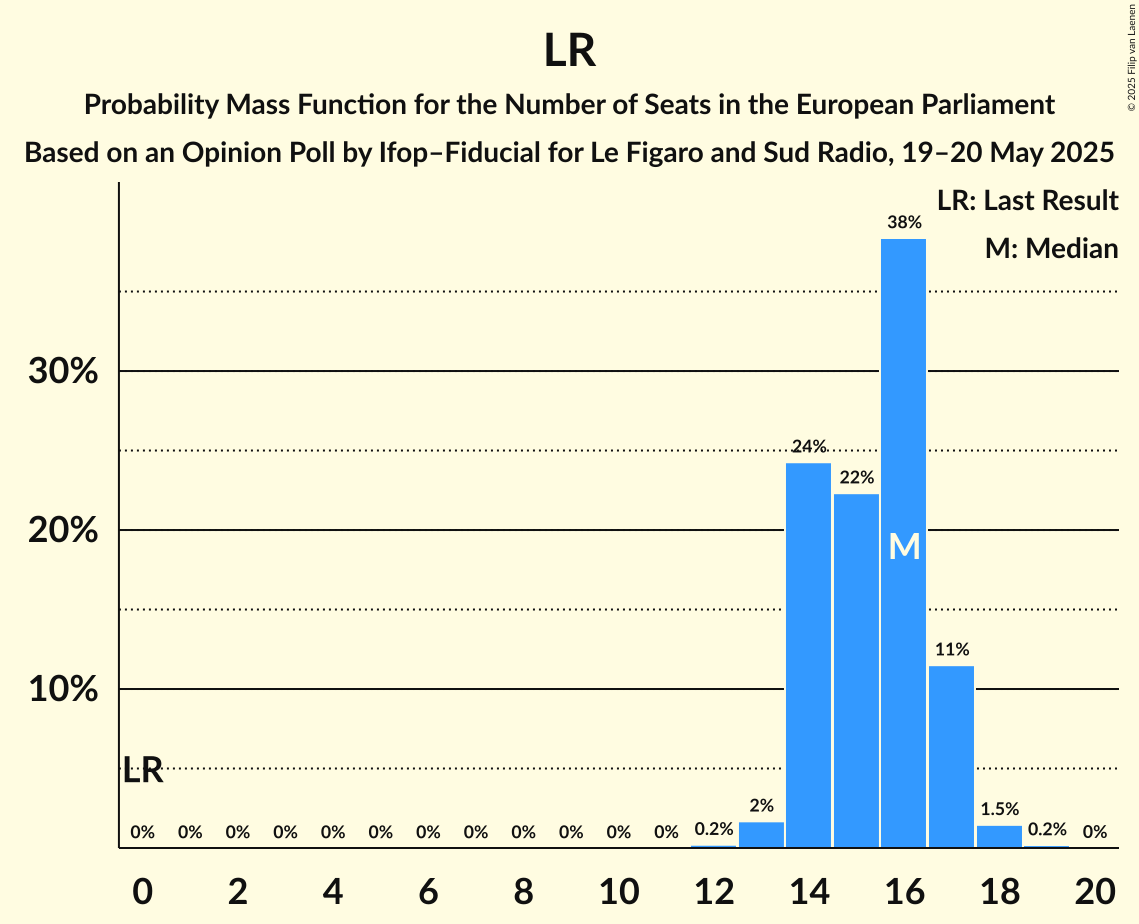 LR
Probability Mass Function for the Number of Seats in the European Parliament
Based on an Opinion Poll by Ifop–Fiducial for Le Figaro and Sud Radio, 19–20 May 2025
© 2025 Filip van Laenen
LR: Last Result
M: Median
38%
30%
24%
22%
20%
M
11%
10%
LR
0% 0% 0% 0% 0% 0% 0% 0% 0% 0% 0% 0% 0.2% 2% 1.5% 0.2% 0%
0 2 4 6 8 10 12 14 16 18 20